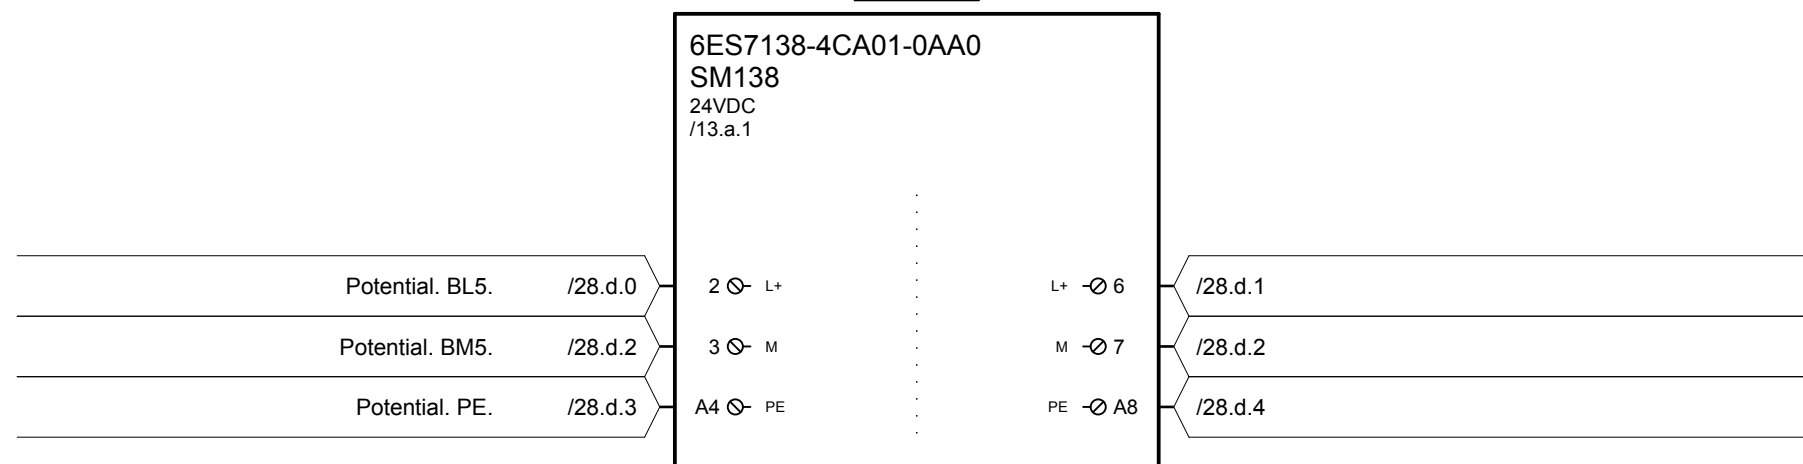 6ES7138-4CA01-0AA0
SM138
24VDC
/13.a.1
Potential. BL5. /28.d.0 2 L+ L+ 6 /28.d.1
Potential. BM5. /28.d.2 3 M M 7 /28.d.2
Potential. PE. /28.d.3 A4 PE PE A8 /28.d.4